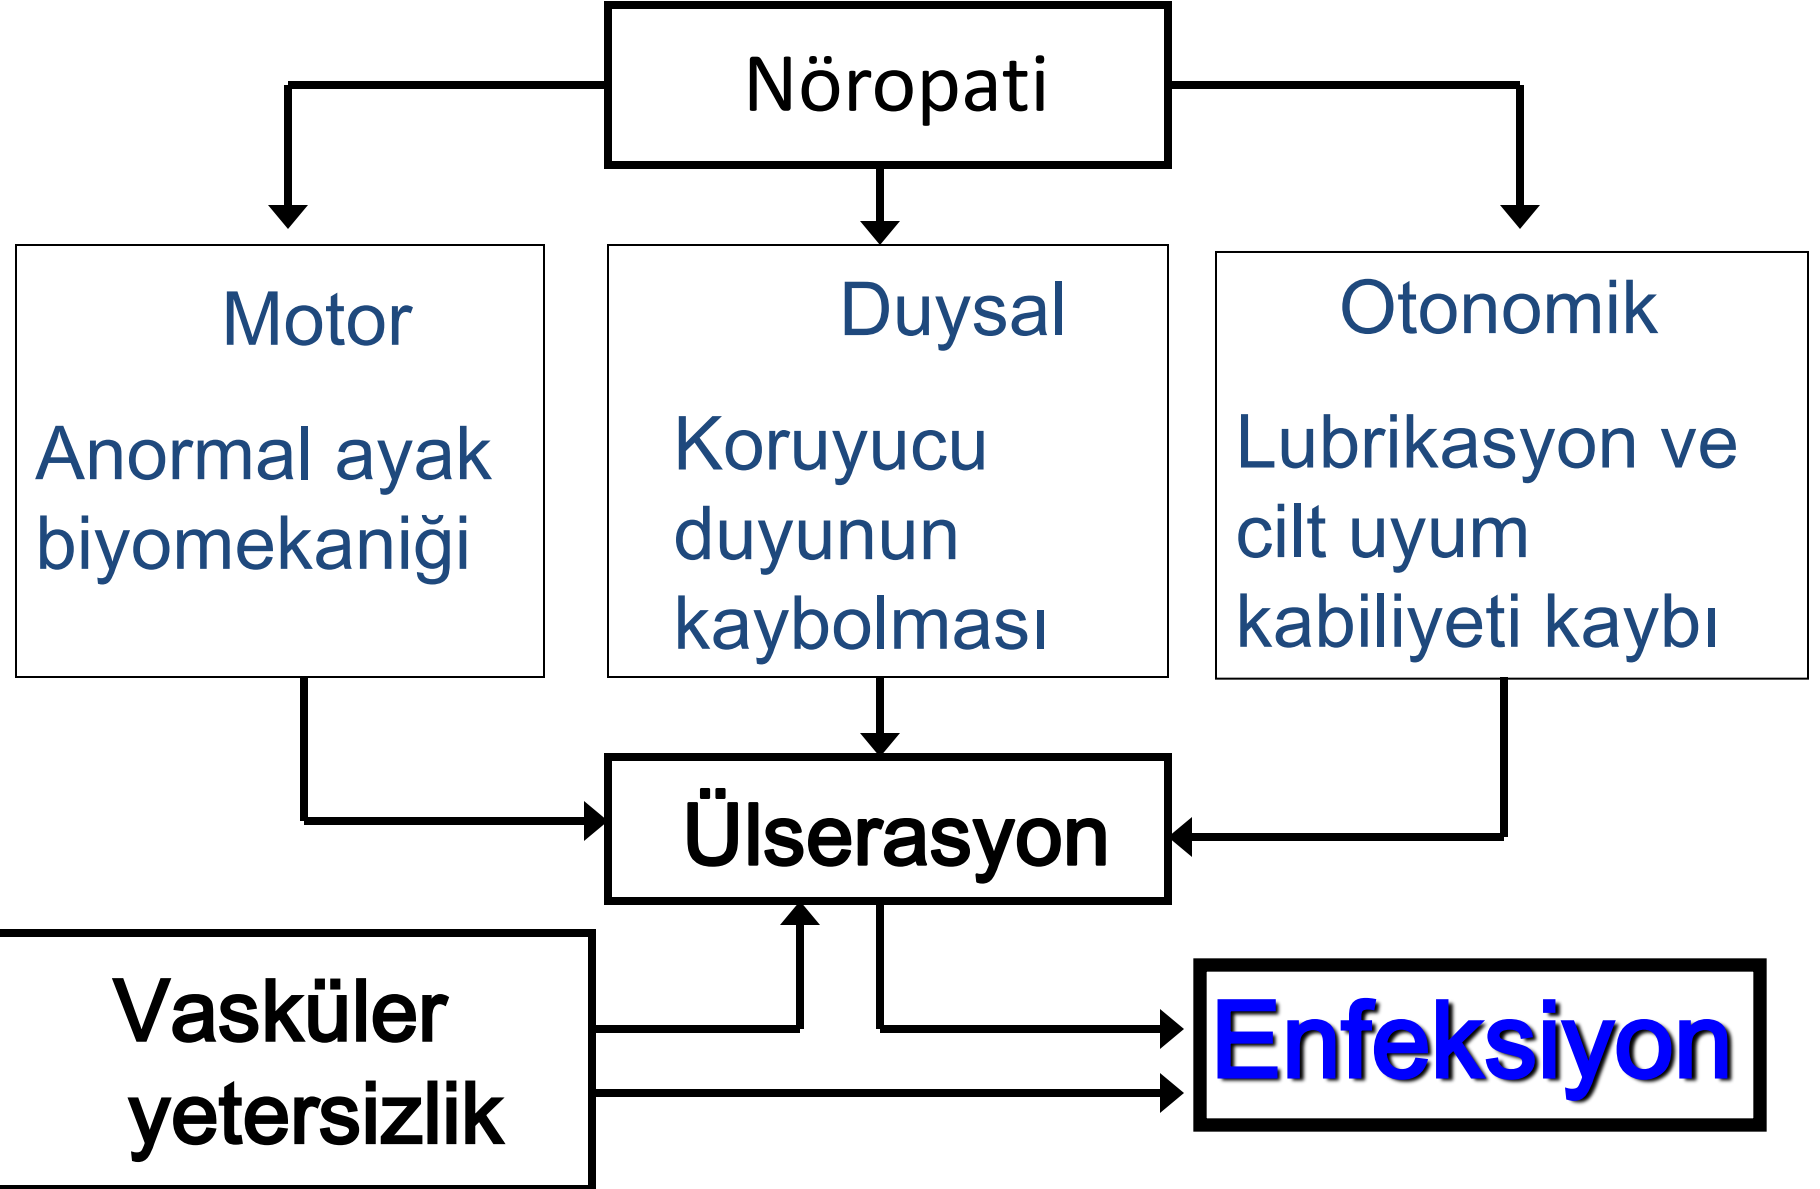 Nöropati
Motor
Anormal ayak
biyomekaniği
Duysal
Koruyucu
duyunun
kaybolması
Otonomik
Lubrikasyon ve
cilt uyum
kabiliyeti kaybı
Ülserasyon
Vasküler
yetersizlik
Enfeksiyon